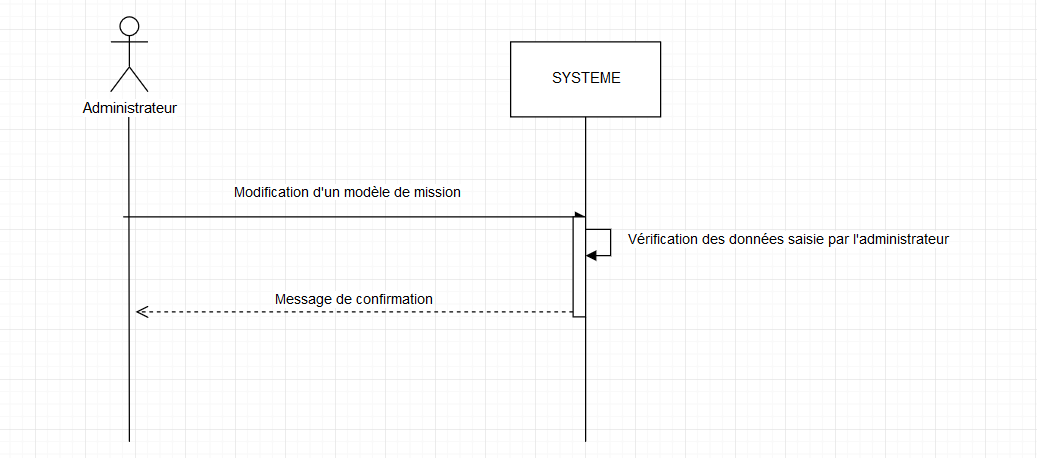 SYSTEME
Administrateur
Modification d'un modèle de mission
Vérification des données saisie par l'administrateur
Message de confirmation